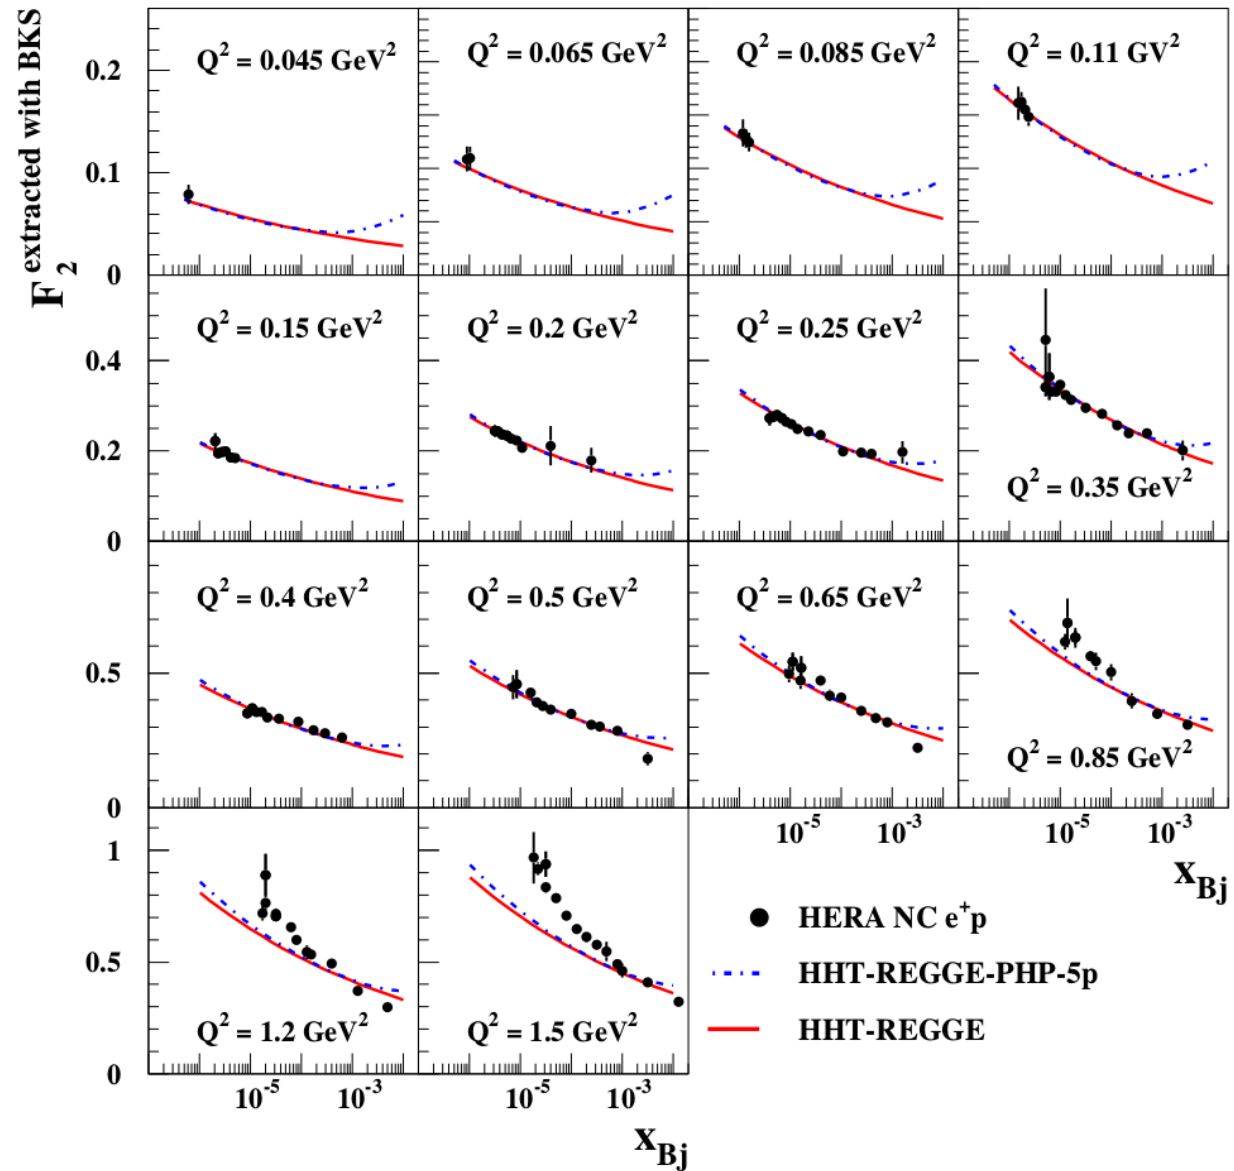 F₂ extracted with BKS
Q² = 0.045 GeV²
Q² = 0.065 GeV²
Q² = 0.085 GeV²
Q² = 0.11 GV²
0.2
0.1
0
Q² = 0.15 GeV²
Q² = 0.2 GeV²
Q² = 0.25 GeV²
Q² = 0.35 GeV²
0.4
0.2
0
Q² = 0.4 GeV²
Q² = 0.5 GeV²
Q² = 0.65 GeV²
Q² = 0.85 GeV²
0.5
0
10⁻⁵ 10⁻³ 10⁻⁵ 10⁻³
x_Bj
1
0.5
0
Q² = 1.2 GeV²
Q² = 1.5 GeV²
HERA NC e⁺p
HHT-REGGE-PHP-5p
HHT-REGGE
10⁻⁵ 10⁻³ 10⁻⁵ 10⁻³
x_Bj